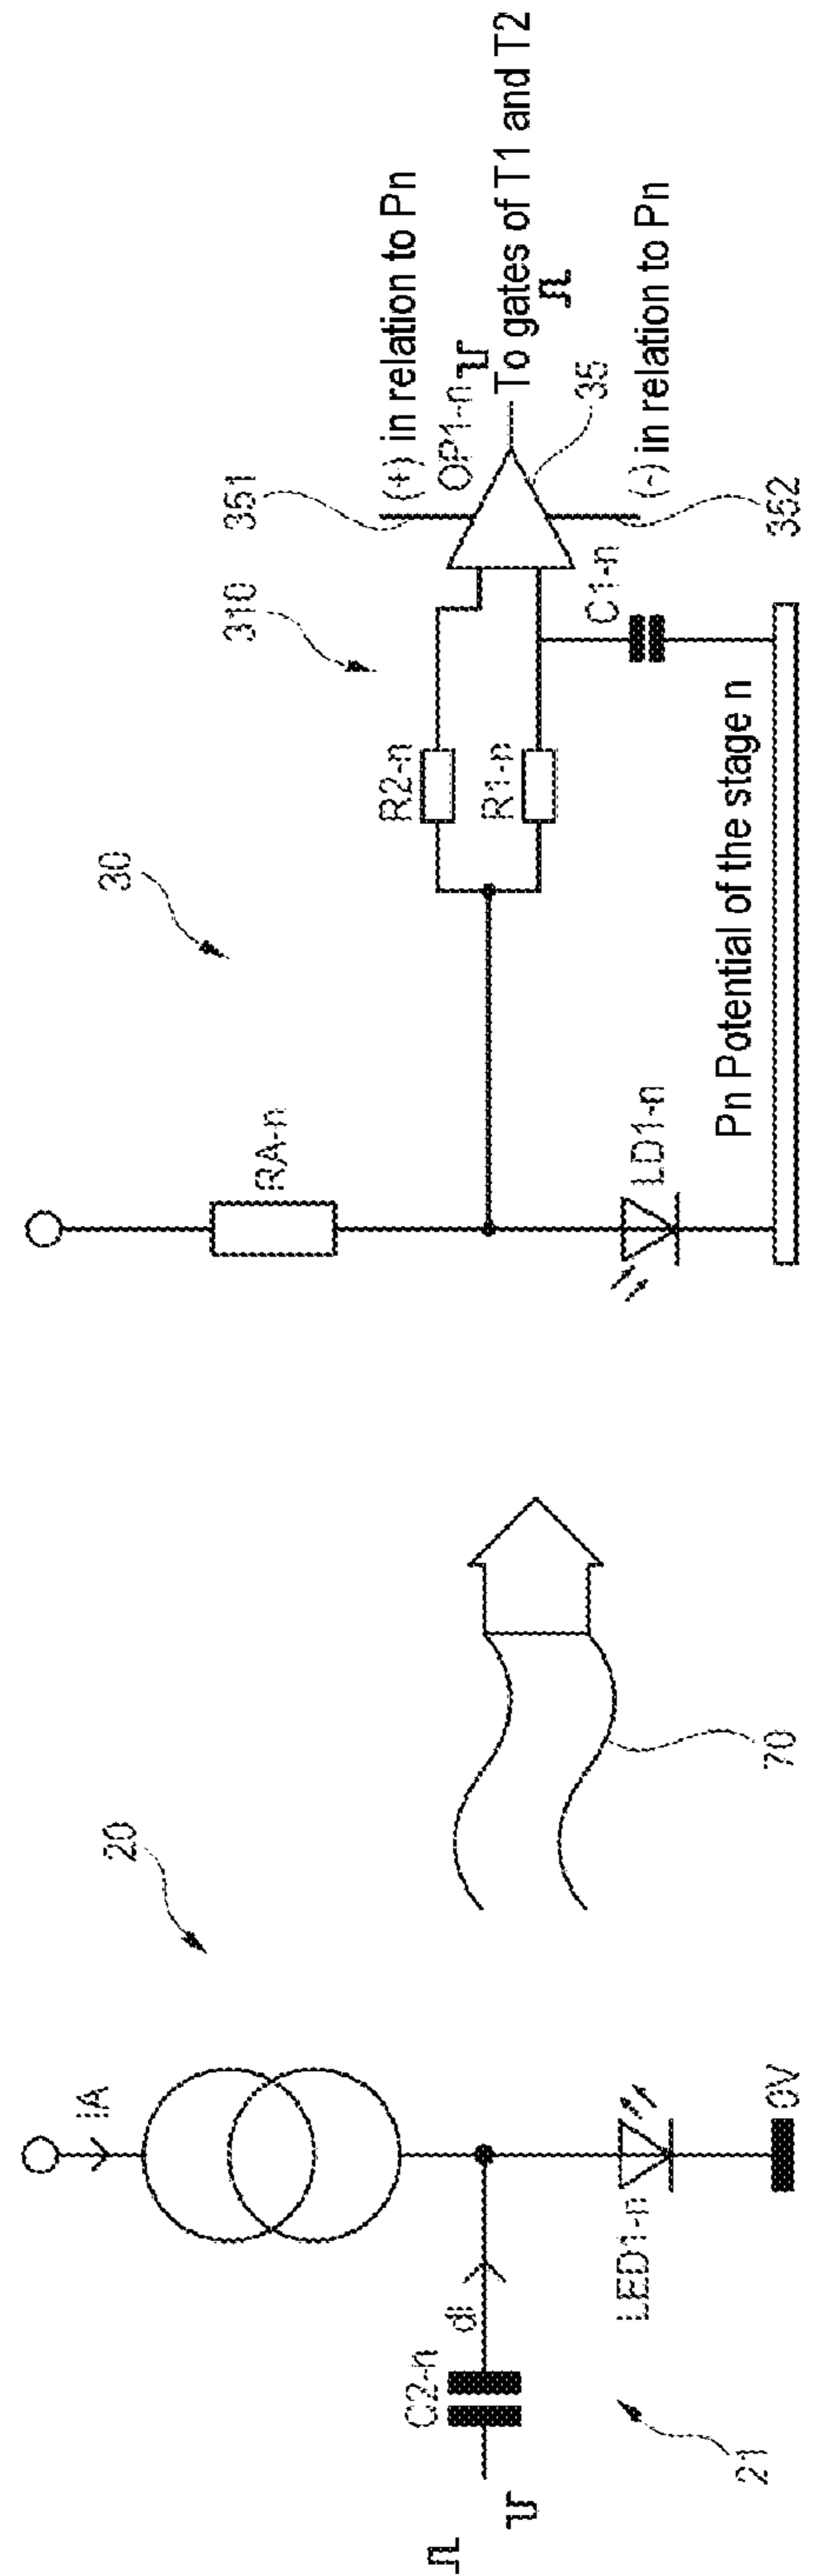 20
IA
C2-n
dI
LED1-n
0V
21
70
30
RA-n
LD1-n
Pn Potential of the stage n
310
R2-n
R1-n
C1-n
351
(+) in relation to Pn
OP1-n
To gates of T1 and T2
35
(-) in relation to Pn
352